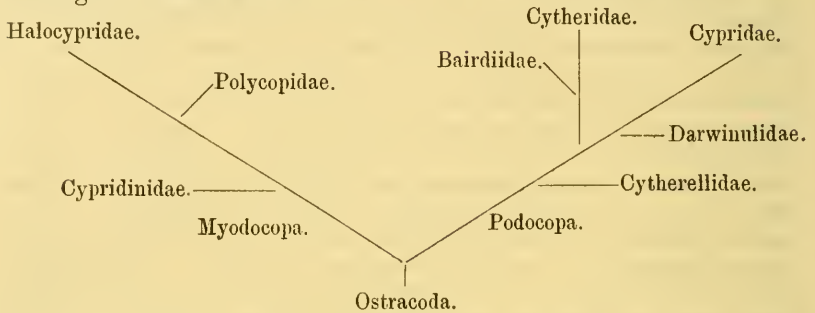 Cytheridae.
Halocypridae.
Cypridae.
Bairdiidae.
Polycopidae.
Darwinulidae.
Cypridinidae.
Cytherellidae.
Myodocopa.
Podocopa.
Ostracoda.